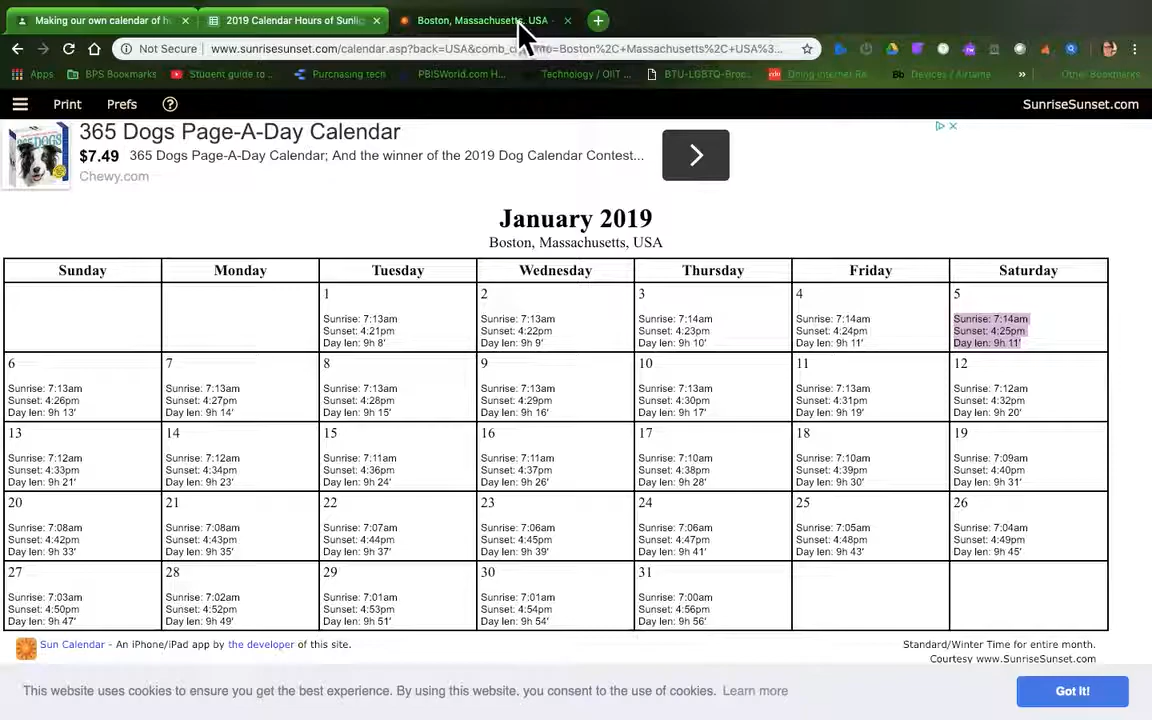 Making our own calendar of h
2019 Calendar Hours of Sunlig
Boston, Massachusetts, USA
Not Secure
www.sunrisesunset.com/calendar.asp?back=USA&comb_c
me=Boston%2C+Massachusetts%2C+USA%3...
Apps
BPS Bookmarks
Student guide to ...
Purchasing tech
PBISWorld.com H...
Technology / OIIT ...
BTU-LGBTQ-Broc...
Doing Internet Re
Devices / Airtame
»
Other Bookmarks
Print
Prefs
SunriseSunset.com
365 Dogs Page-A-Day Calendar
$7.49 365 Dogs Page-A-Day Calendar; And the winner of the 2019 Dog Calendar Contest...
Chewy.com
January 2019
Boston, Massachusetts, USA
Sunday Monday Tuesday Wednesday Thursday Friday Saturday
1 2 3 4 5
Sunrise: 7:13am Sunrise: 7:13am Sunrise: 7:14am Sunrise: 7:14am Sunrise: 7:14am
Sunset: 4:21pm Sunset: 4:22pm Sunset: 4:23pm Sunset: 4:24pm Sunset: 4:25pm
Day len: 9h 8' Day len: 9h 9' Day len: 9h 10' Day len: 9h 11' Day len: 9h 11'
6 7 8 9 10 11 12
Sunrise: 7:13am Sunrise: 7:13am Sunrise: 7:13am Sunrise: 7:13am Sunrise: 7:13am Sunrise: 7:13am Sunrise: 7:12am
Sunset: 4:26pm Sunset: 4:27pm Sunset: 4:28pm Sunset: 4:29pm Sunset: 4:30pm Sunset: 4:31pm Sunset: 4:32pm
Day len: 9h 13' Day len: 9h 14' Day len: 9h 15' Day len: 9h 16' Day len: 9h 17' Day len: 9h 19' Day len: 9h 20'
13 14 15 16 17 18 19
Sunrise: 7:12am Sunrise: 7:12am Sunrise: 7:11am Sunrise: 7:11am Sunrise: 7:10am Sunrise: 7:10am Sunrise: 7:09am
Sunset: 4:33pm Sunset: 4:34pm Sunset: 4:36pm Sunset: 4:37pm Sunset: 4:38pm Sunset: 4:39pm Sunset: 4:40pm
Day len: 9h 21' Day len: 9h 23' Day len: 9h 24' Day len: 9h 26' Day len: 9h 28' Day len: 9h 30' Day len: 9h 31'
20 21 22 23 24 25 26
Sunrise: 7:08am Sunrise: 7:08am Sunrise: 7:07am Sunrise: 7:06am Sunrise: 7:06am Sunrise: 7:05am Sunrise: 7:04am
Sunset: 4:42pm Sunset: 4:43pm Sunset: 4:44pm Sunset: 4:45pm Sunset: 4:47pm Sunset: 4:48pm Sunset: 4:49pm
Day len: 9h 33' Day len: 9h 35' Day len: 9h 37' Day len: 9h 39' Day len: 9h 41' Day len: 9h 43' Day len: 9h 45'
27 28 29 30 31
Sunrise: 7:03am Sunrise: 7:02am Sunrise: 7:01am Sunrise: 7:01am Sunrise: 7:00am
Sunset: 4:50pm Sunset: 4:52pm Sunset: 4:53pm Sunset: 4:54pm Sunset: 4:56pm
Day len: 9h 47' Day len: 9h 49' Day len: 9h 51' Day len: 9h 54' Day len: 9h 56'
Sun Calendar - An iPhone/iPad app by the developer of this site.
Standard/Winter Time for entire month.
Courtesy www.SunriseSunset.com
This website uses cookies to ensure you get the best experience. By using this website, you consent to the use of cookies. Learn more
Got It!